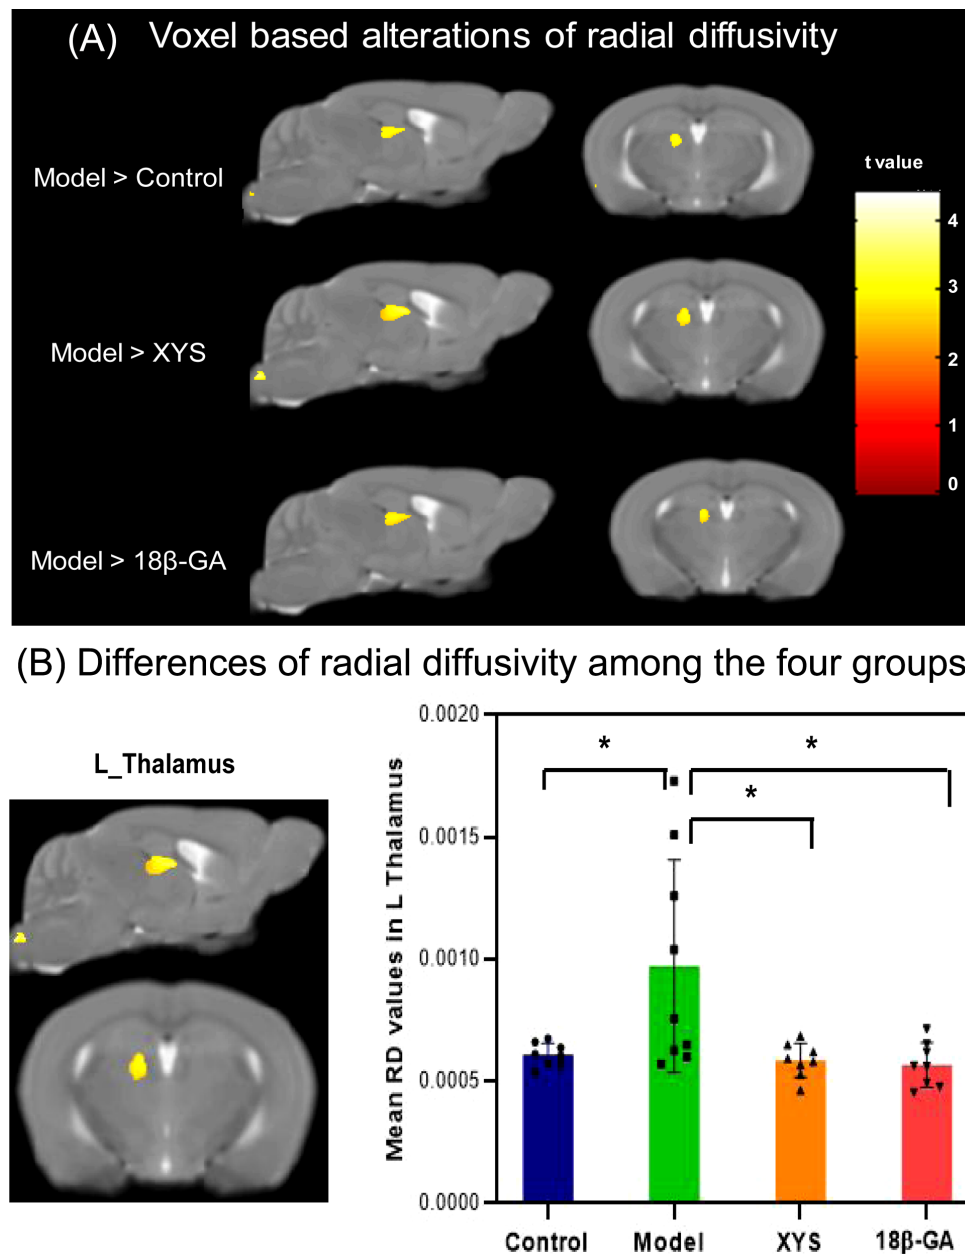 (A) Voxel based alterations of radial diffusivity
Model > Control
Model > XYS
Model > 18β-GA
t value
4
3
2
1
0
(B) Differences of radial diffusivity among the four groups
L_Thalamus
Mean RD values in L Thalamus
0.0020
0.0015
0.0010
0.0005
0.0000
*
*
*
Control Model XYS 18β-GA